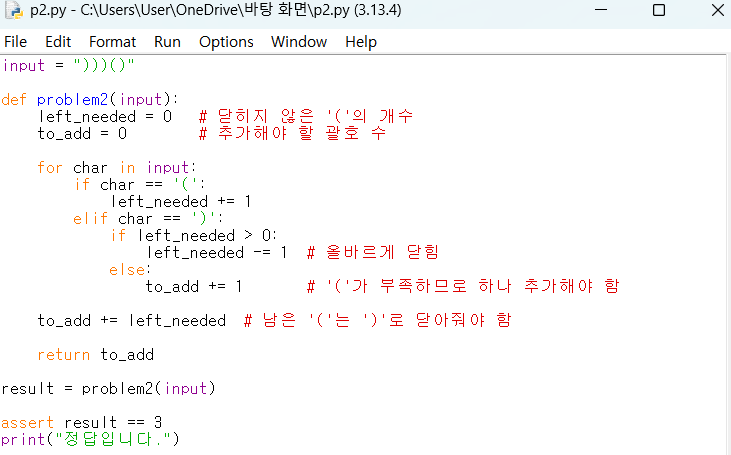 p2.py - C:\Users\User\OneDrive\바탕 화면\p2.py (3.13.4)
File Edit Format Run Options Window Help
input = ")))()"
def problem2(input):
    left_needed = 0   # 닫히지 않은 '('의 개수
    to_add = 0        # 추가해야 할 괄호 수
    for char in input:
        if char == '(':
            left_needed += 1
        elif char == ')':
            if left_needed > 0:
                left_needed -= 1  # 올바르게 닫힘
            else:
                to_add += 1       # '('가 부족하므로 하나 추가해야 함
    to_add += left_needed  # 남은 '('는 ')'로 닫아줘야 함
    return to_add
result = problem2(input)
assert result == 3
print("정답입니다.")